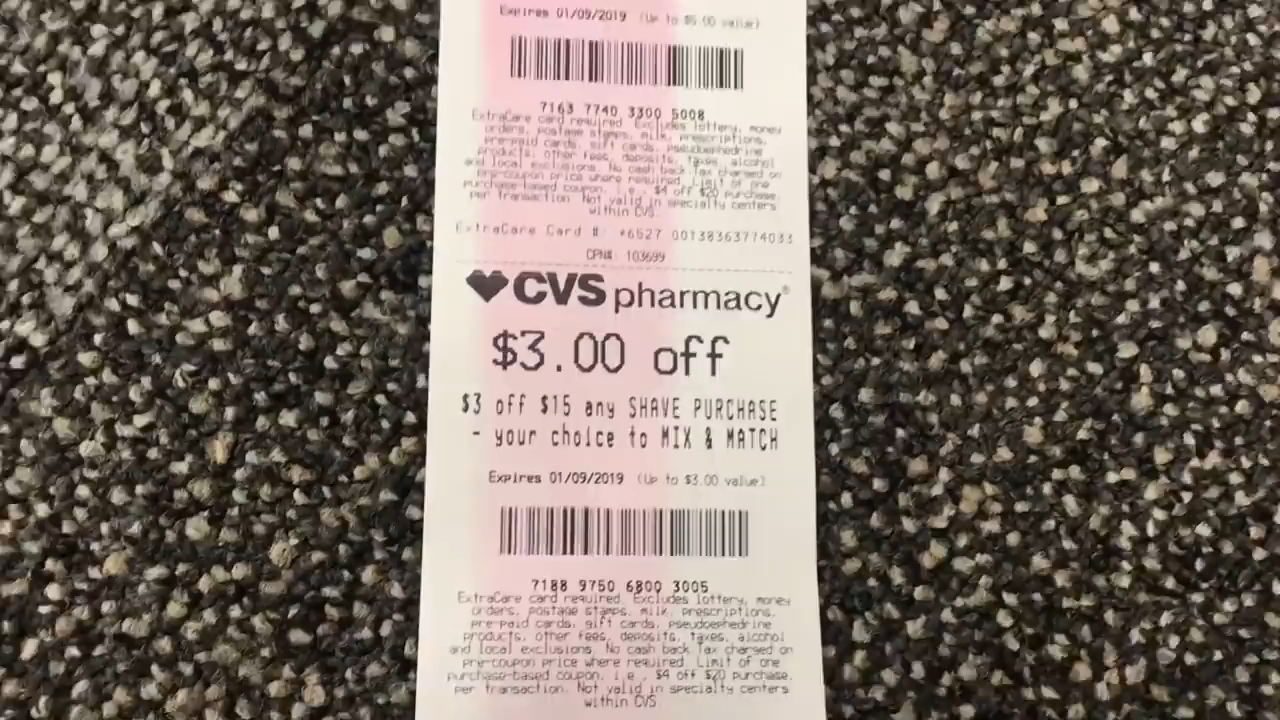 Expires 01/09/2019 (Up to $5.00 value)
7163 7740 3300 5008
ExtraCare card required. Excludes lottery, money
orders, postage stamps, milk, prescriptions,
pre-paid cards, gift cards, pseudoephedrine
products, other fees, deposits, taxes, alcohol
and local exclusions. No cash back Tax charged on
pre-coupon price where required. Limit of one
purchase-based coupon, i.e., $4 off $20 purchase,
per transaction. Not valid in specialty centers
within CVS.
ExtraCare Card #: *6527 00138363774033
CPN#: 103699
CVS pharmacy®
$3.00 off
$3 off $15 any SHAVE PURCHASE
- your choice to MIX & MATCH
Expires 01/09/2019 (Up to $3.00 value)
7188 9750 6800 3005
ExtraCare card required. Excludes lottery, money
orders, postage stamps, milk, prescriptions,
pre-paid cards, gift cards, pseudoephedrine
products, other fees, deposits, taxes, alcohol
and local exclusions. No cash back Tax charged on
pre-coupon price where required. Limit of one
purchase-based coupon, i.e., $4 off $20 purchase,
per transaction. Not valid in specialty centers
within CVS.